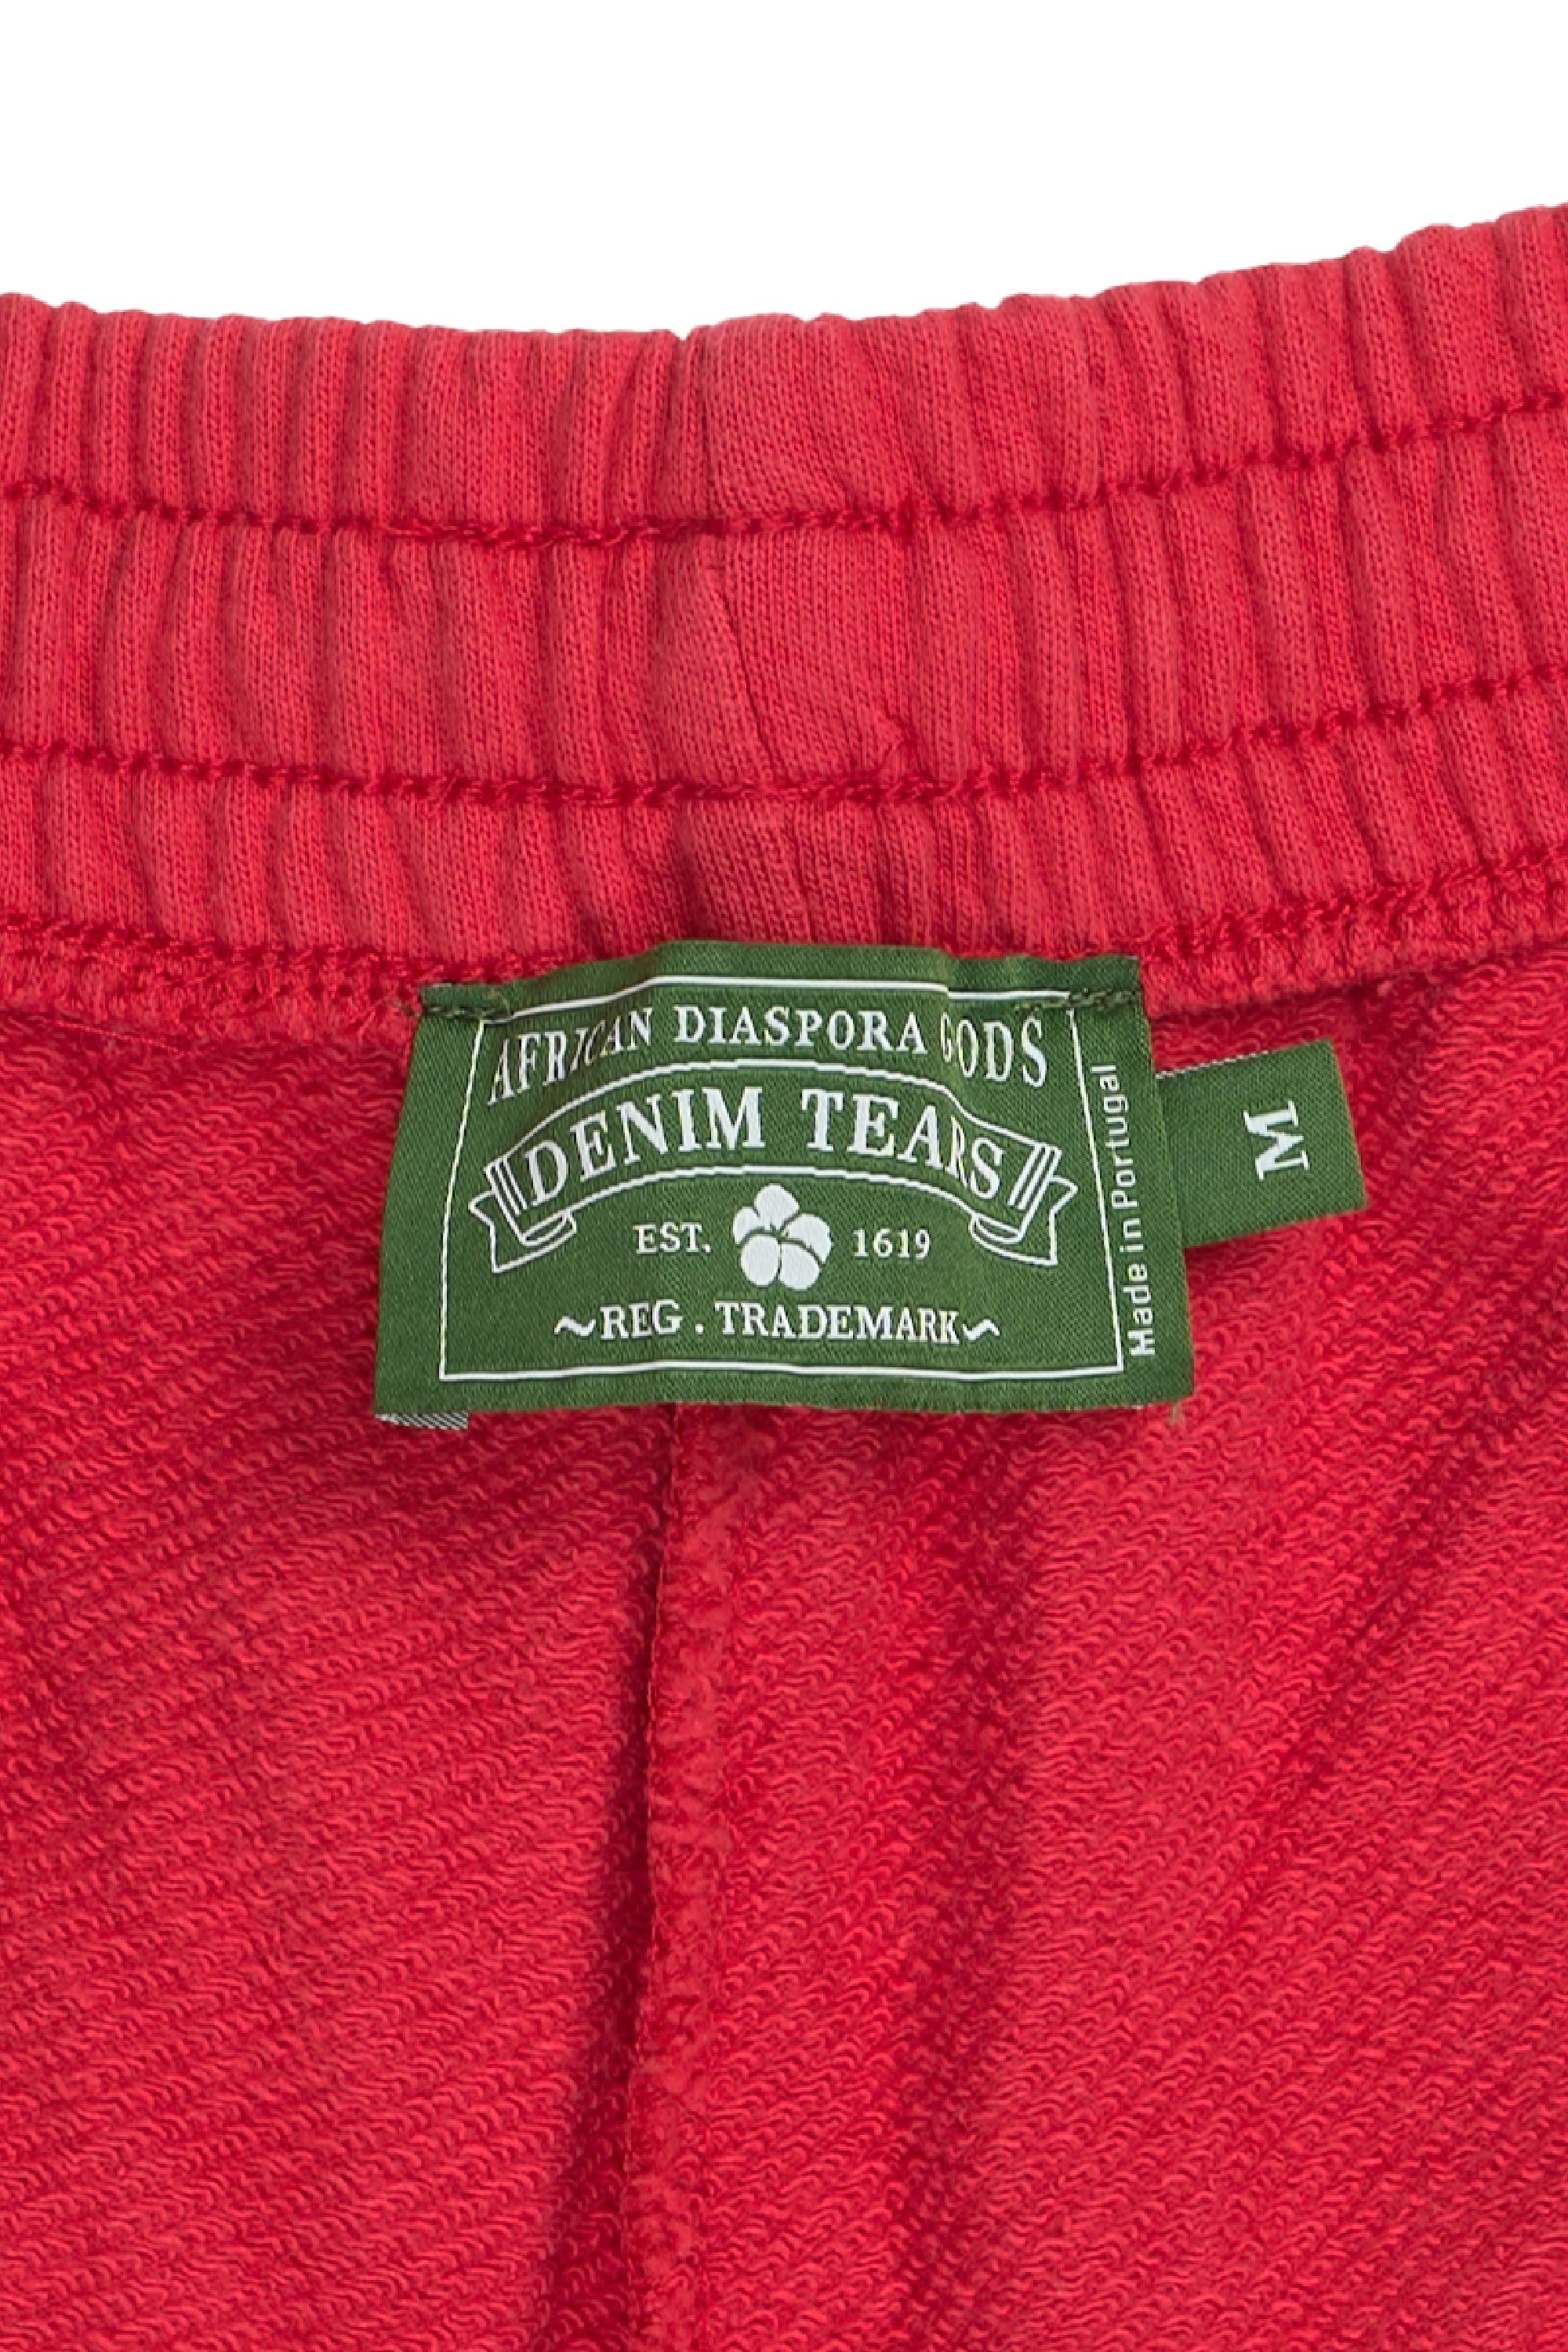 AFRICAN DIASPORA GODS
DENIM TEARS
EST. 1619
~REG . TRADEMARK~
Made in Portugal
M